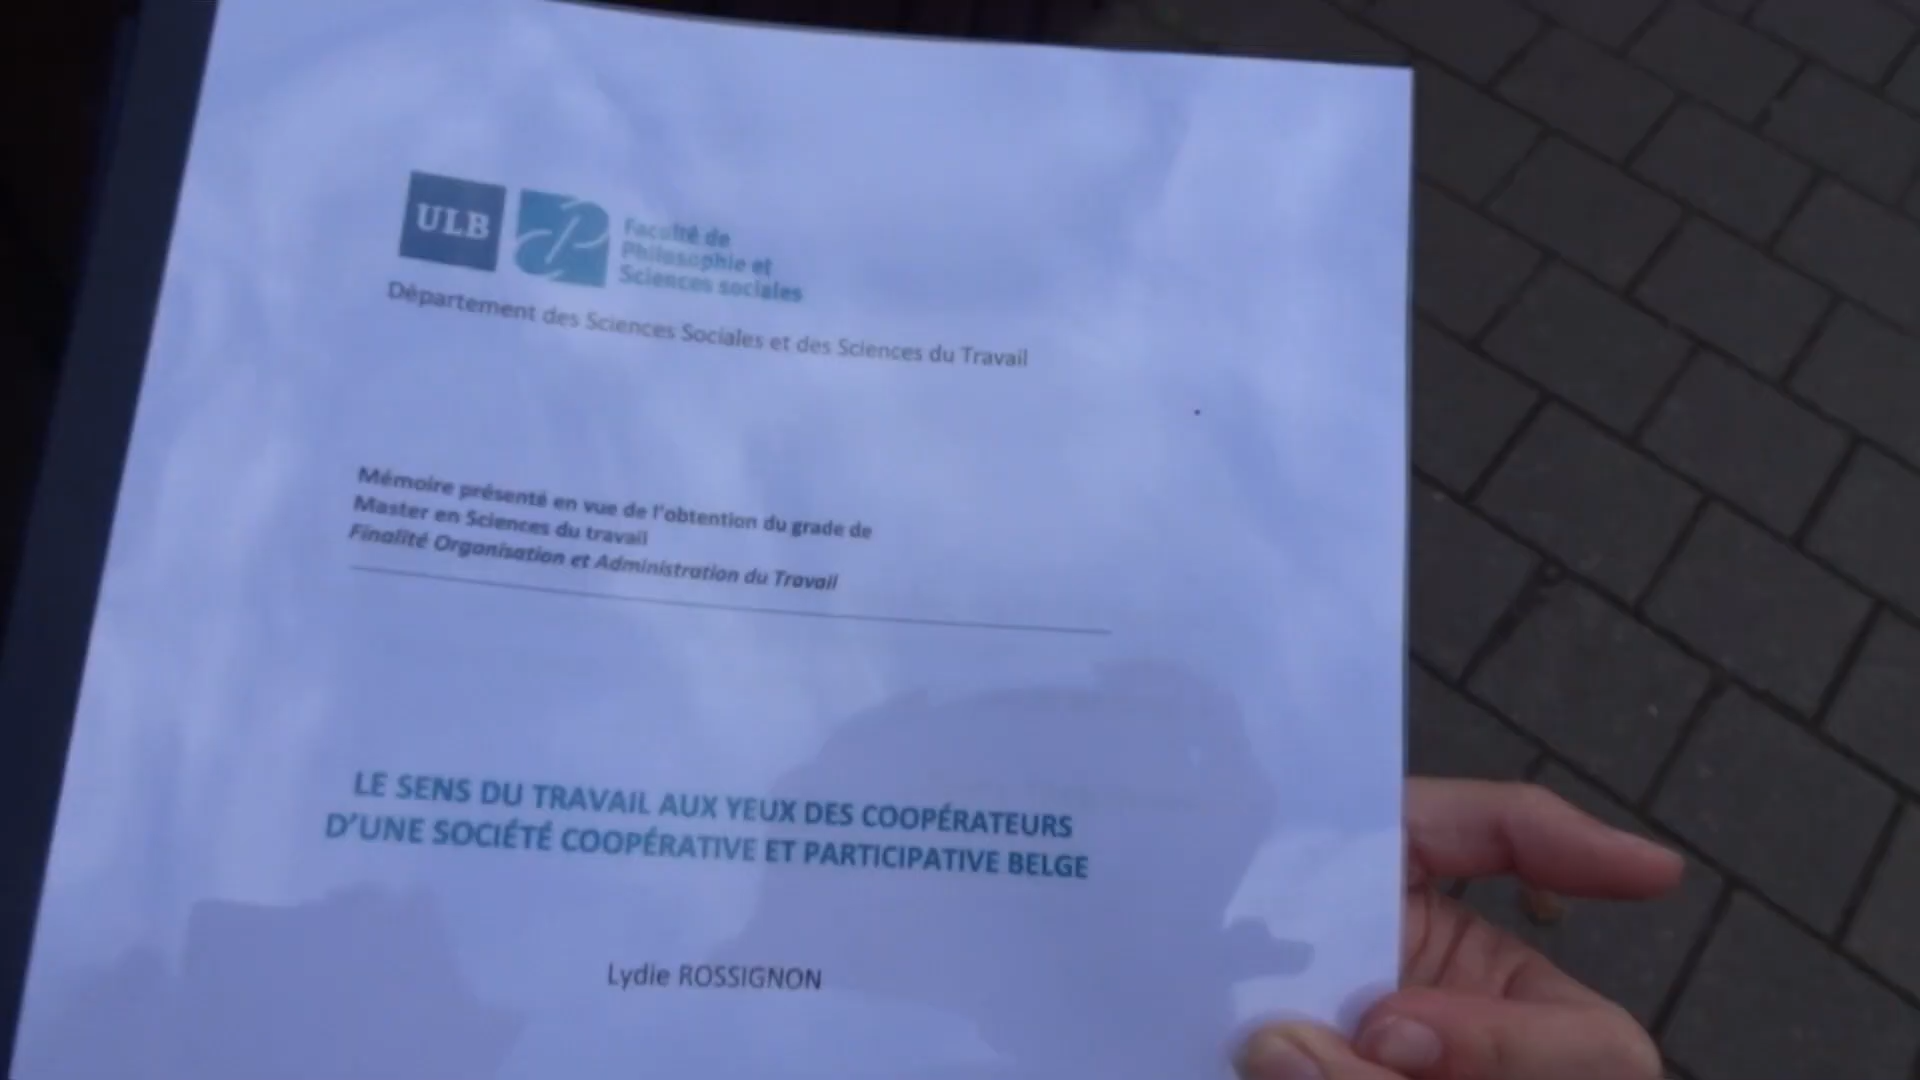 ULB
Faculté de
Philosophie et
Sciences sociales
Département des Sciences Sociales et des Sciences du Travail
Mémoire présenté en vue de l'obtention du grade de
Master en Sciences du travail
Finalité Organisation et Administration du Travail
LE SENS DU TRAVAIL AUX YEUX DES COOPÉRATEURS
D'UNE SOCIÉTÉ COOPÉRATIVE ET PARTICIPATIVE BELGE
Lydie ROSSIGNON